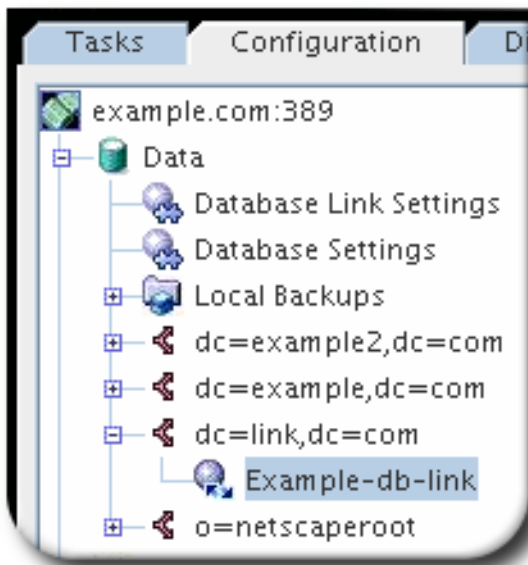 Tasks Configuration
example.com:389
Data
Database Link Settings
Database Settings
Local Backups
dc=example2,dc=com
dc=example,dc=com
dc=link,dc=com
Example-db-link
o=netscaperoot